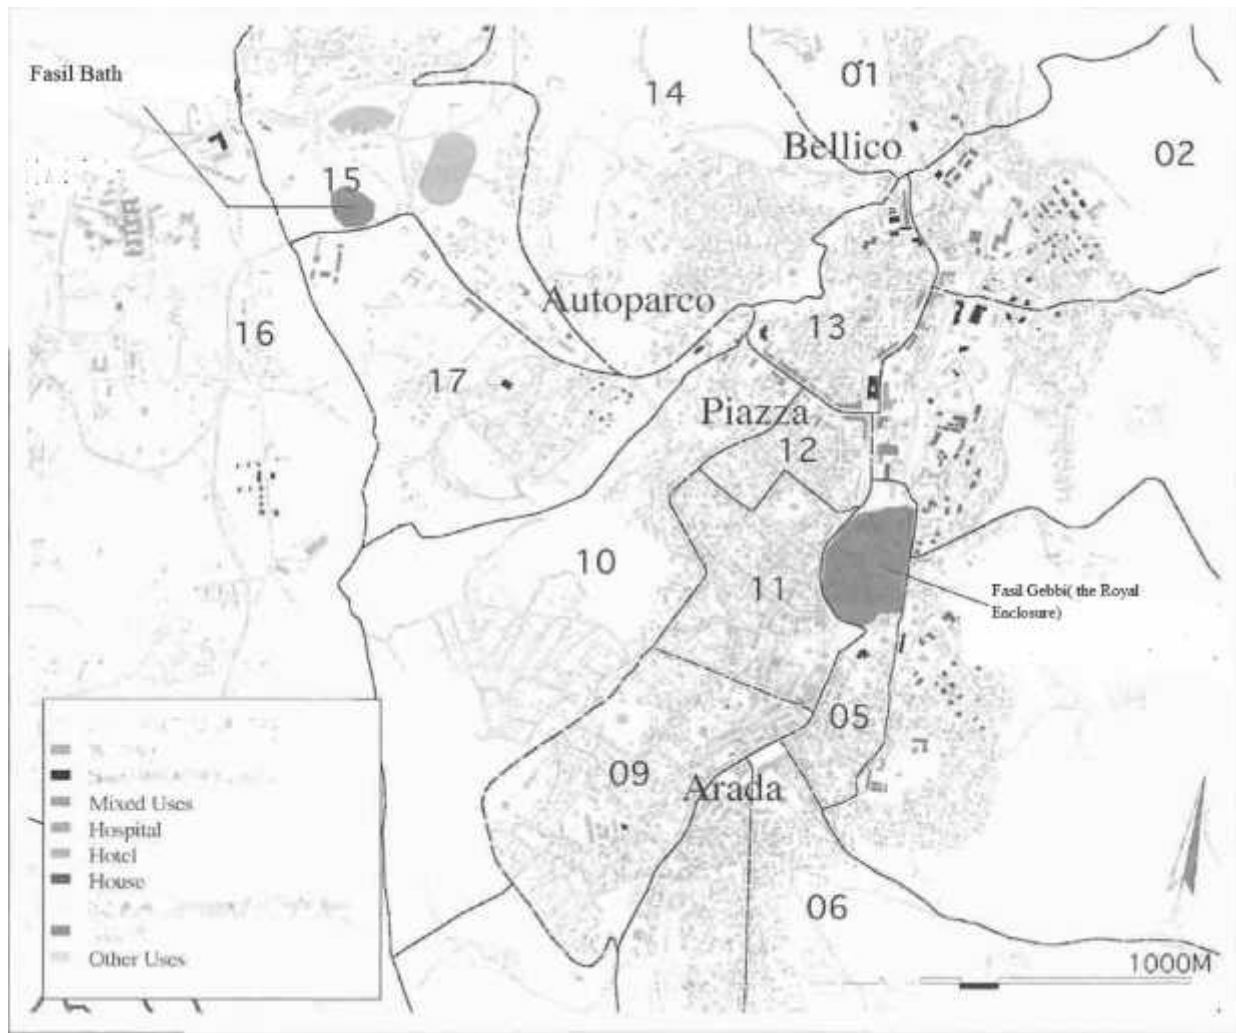 Fasil Bath
01
14
Bellico
02
15
Autoparco
16
13
17
Piazza
12
10
11
Fasil Gebbi( the Royal
Enclosure)
05
09
Arada
Mixed Uses
Hospital
Hotel
House
06
Other Uses
1000M